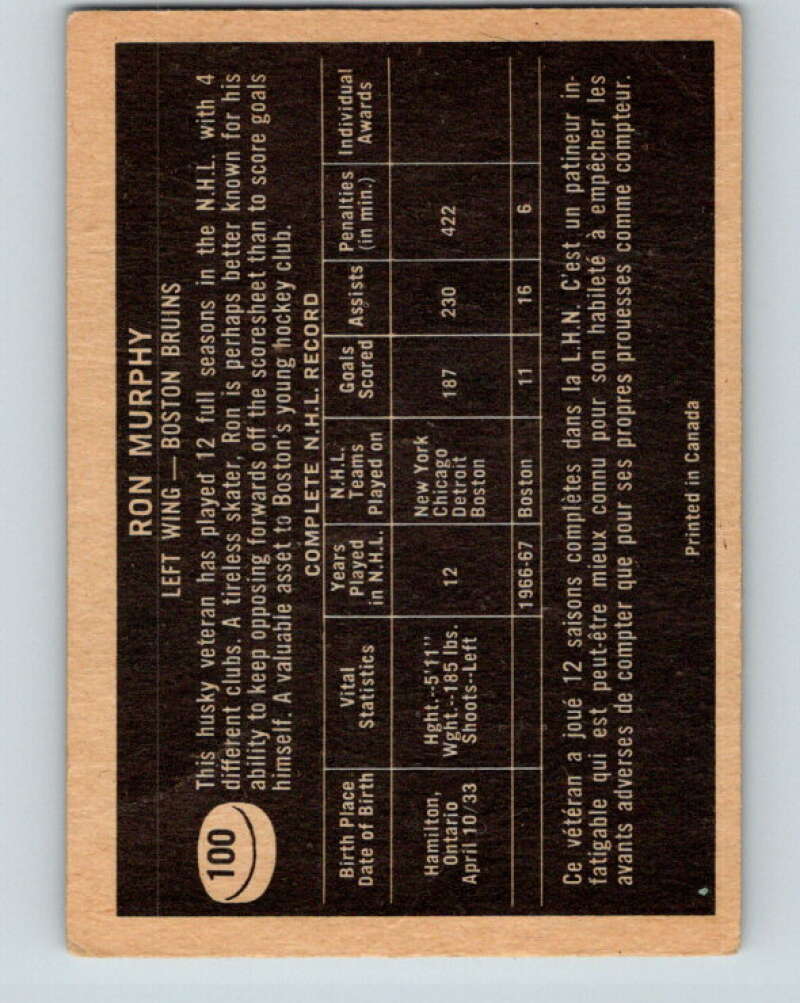 RON MURPHY
LEFT WING — BOSTON BRUINS
100
This husky veteran has played 12 full seasons in the N.H.L. with 4
different clubs. A tireless skater, Ron is perhaps better known for his
ability to keep opposing forwards off the scoresheet than to score goals
himself. A valuable asset to Boston's young hockey club.
COMPLETE N.H.L. RECORD
Birth Place
Date of Birth
Vital
Statistics
Years
Played
in N.H.L.
N.H.L.
Teams
Played on
Goals
Scored
Assists
Penalties
(in min.)
Individual
Awards
Hamilton,
Ontario
April 10/33
Hght.--5'11"
Wght.--185 lbs.
Shoots--Left
12
New York
Chicago
Detroit
Boston
187
230
422
1966-67
Boston
11
16
6
Ce vétéran a joué 12 saisons complètes dans la L.H.N. C'est un patineur in-
fatigable qui est peut-être mieux connu pour son habileté à empêcher les
avants adverses de compter que pour ses propres prouesses comme compteur.
Printed in Canada